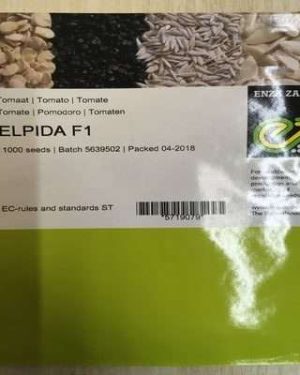 Tomaat | Tomato | Tomate
Tomate | Pomodoro | Tomaten
ELPIDA F1
1000 seeds | Batch 5639502 | Packed 04-2018
EC-rules and standards ST
5719079
ENZA ZA